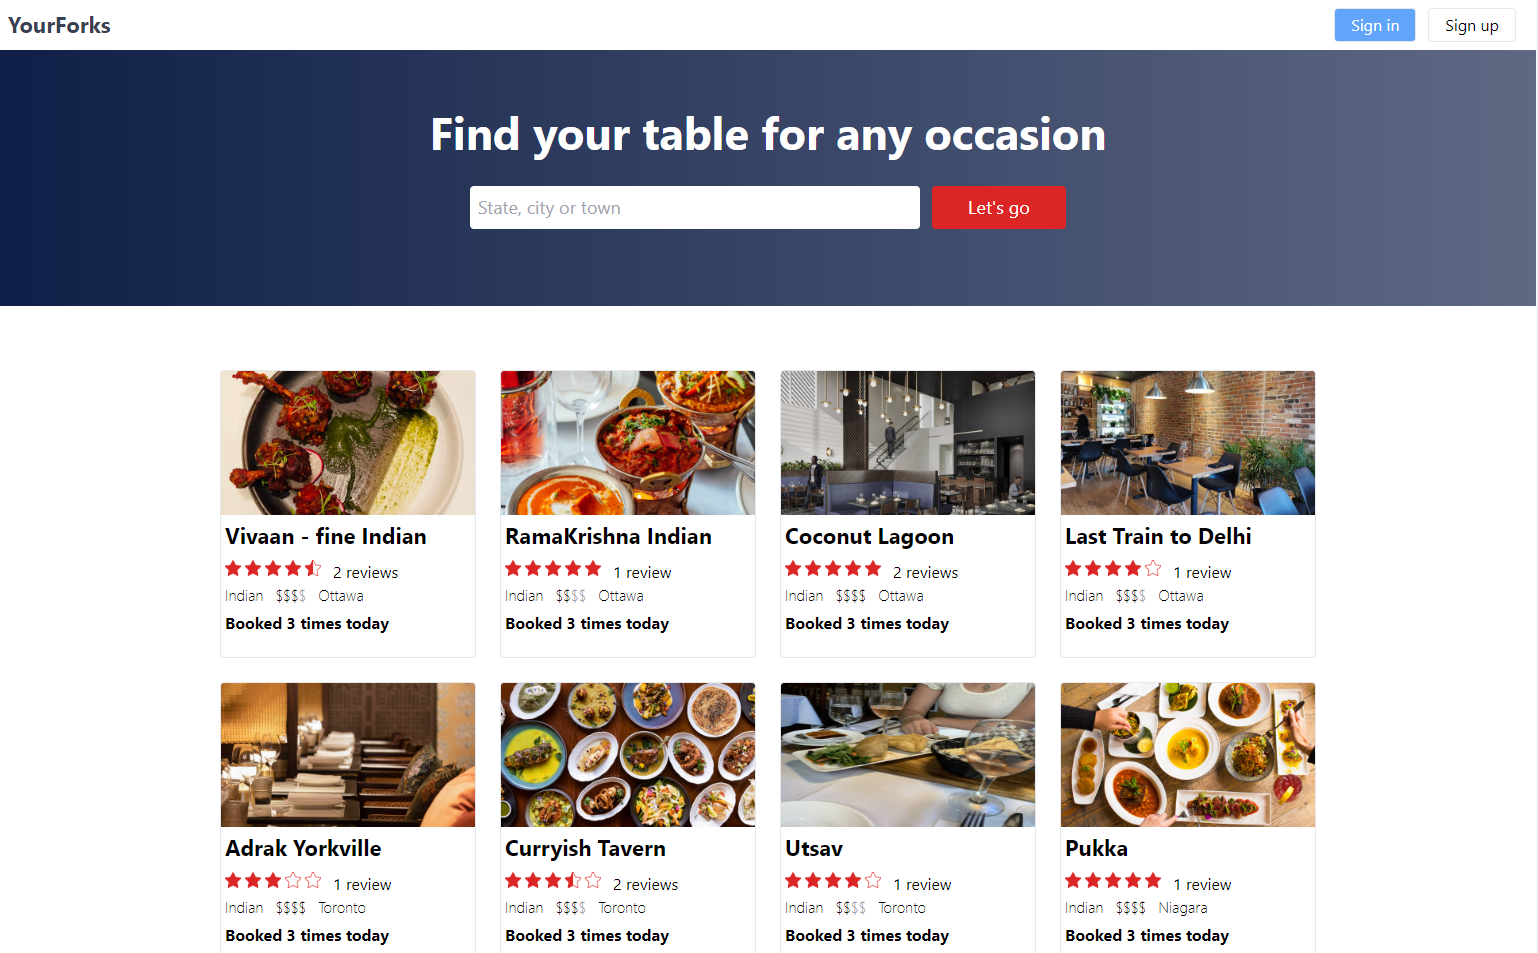 YourForks
Sign in
Sign up
Find your table for any occasion
State, city or town
Let's go
Vivaan - fine Indian
2 reviews
Indian $$$$ Ottawa
Booked 3 times today
RamaKrishna Indian
1 review
Indian $$$$ Ottawa
Booked 3 times today
Coconut Lagoon
2 reviews
Indian $$$$ Ottawa
Booked 3 times today
Last Train to Delhi
1 review
Indian $$$$ Ottawa
Booked 3 times today
Adrak Yorkville
1 review
Indian $$$$ Toronto
Booked 3 times today
Curryish Tavern
2 reviews
Indian $$$$ Toronto
Booked 3 times today
Utsav
1 review
Indian $$$$ Toronto
Booked 3 times today
Pukka
1 review
Indian $$$$ Niagara
Booked 3 times today